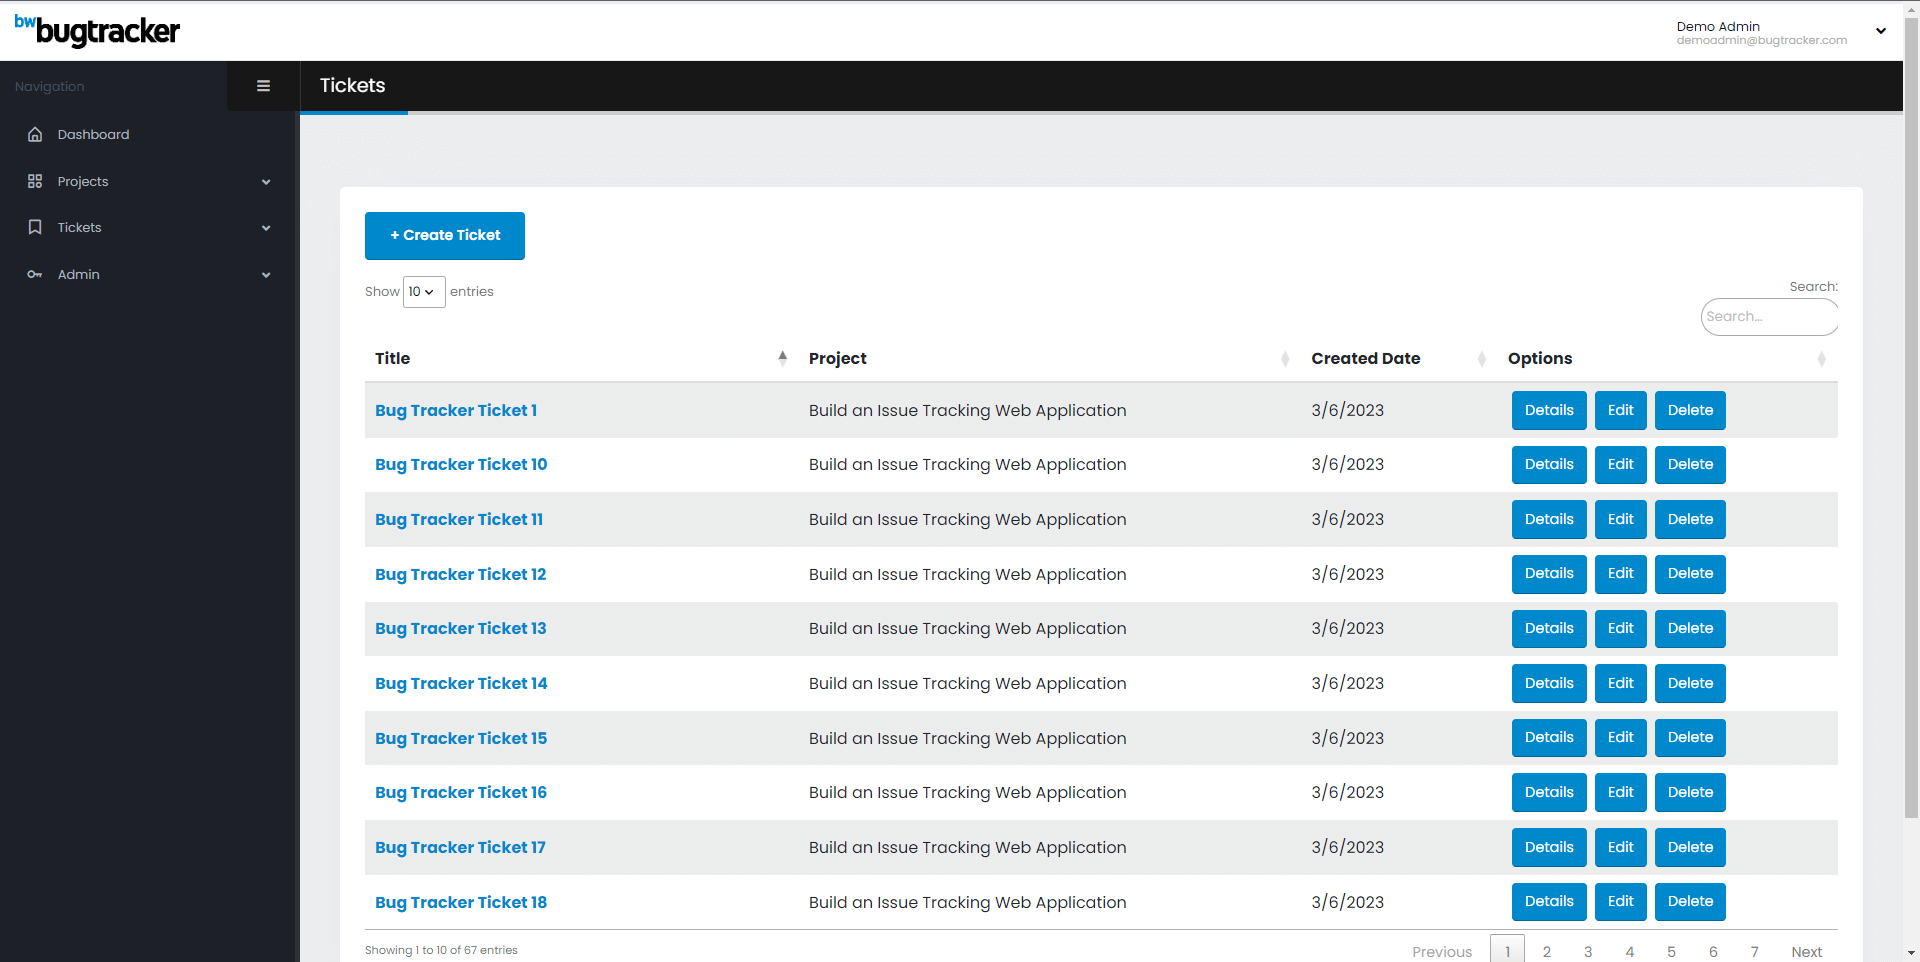 bwbugtracker
Demo Admin
demoadmin@bugtracker.com
Navigation
Tickets
Dashboard
Projects
Tickets
Admin
+ Create Ticket
Show 10 entries
Search:
Search...
Title Project Created Date Options
Bug Tracker Ticket 1 Build an Issue Tracking Web Application 3/6/2023 Details Edit Delete
Bug Tracker Ticket 10 Build an Issue Tracking Web Application 3/6/2023 Details Edit Delete
Bug Tracker Ticket 11 Build an Issue Tracking Web Application 3/6/2023 Details Edit Delete
Bug Tracker Ticket 12 Build an Issue Tracking Web Application 3/6/2023 Details Edit Delete
Bug Tracker Ticket 13 Build an Issue Tracking Web Application 3/6/2023 Details Edit Delete
Bug Tracker Ticket 14 Build an Issue Tracking Web Application 3/6/2023 Details Edit Delete
Bug Tracker Ticket 15 Build an Issue Tracking Web Application 3/6/2023 Details Edit Delete
Bug Tracker Ticket 16 Build an Issue Tracking Web Application 3/6/2023 Details Edit Delete
Bug Tracker Ticket 17 Build an Issue Tracking Web Application 3/6/2023 Details Edit Delete
Bug Tracker Ticket 18 Build an Issue Tracking Web Application 3/6/2023 Details Edit Delete
Showing 1 to 10 of 67 entries
Previous 1 2 3 4 5 6 7 Next